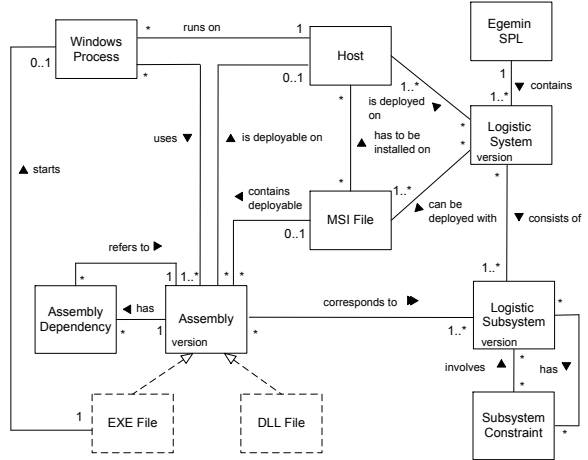 Windows
Process
*
runs on
1
Host
Egemin
SPL
0..1
*
0..1
1..*
1
contains
1..*
is deployed
on
*
uses
is deployable on
*
has to be
installed on
*
Logistic
System
version
*
starts
contains
deployable
*
1..*
MSI File
can be
deployed with
consists of
0..1
refers to
*
1
1..*
*
*
1..*
Assembly
Dependency
has
*
1
Assembly
version
*
corresponds to
1..*
Logistic
Subsystem
version
*
involves
*
has
*
1
EXE File
DLL File
Subsystem
Constraint
*